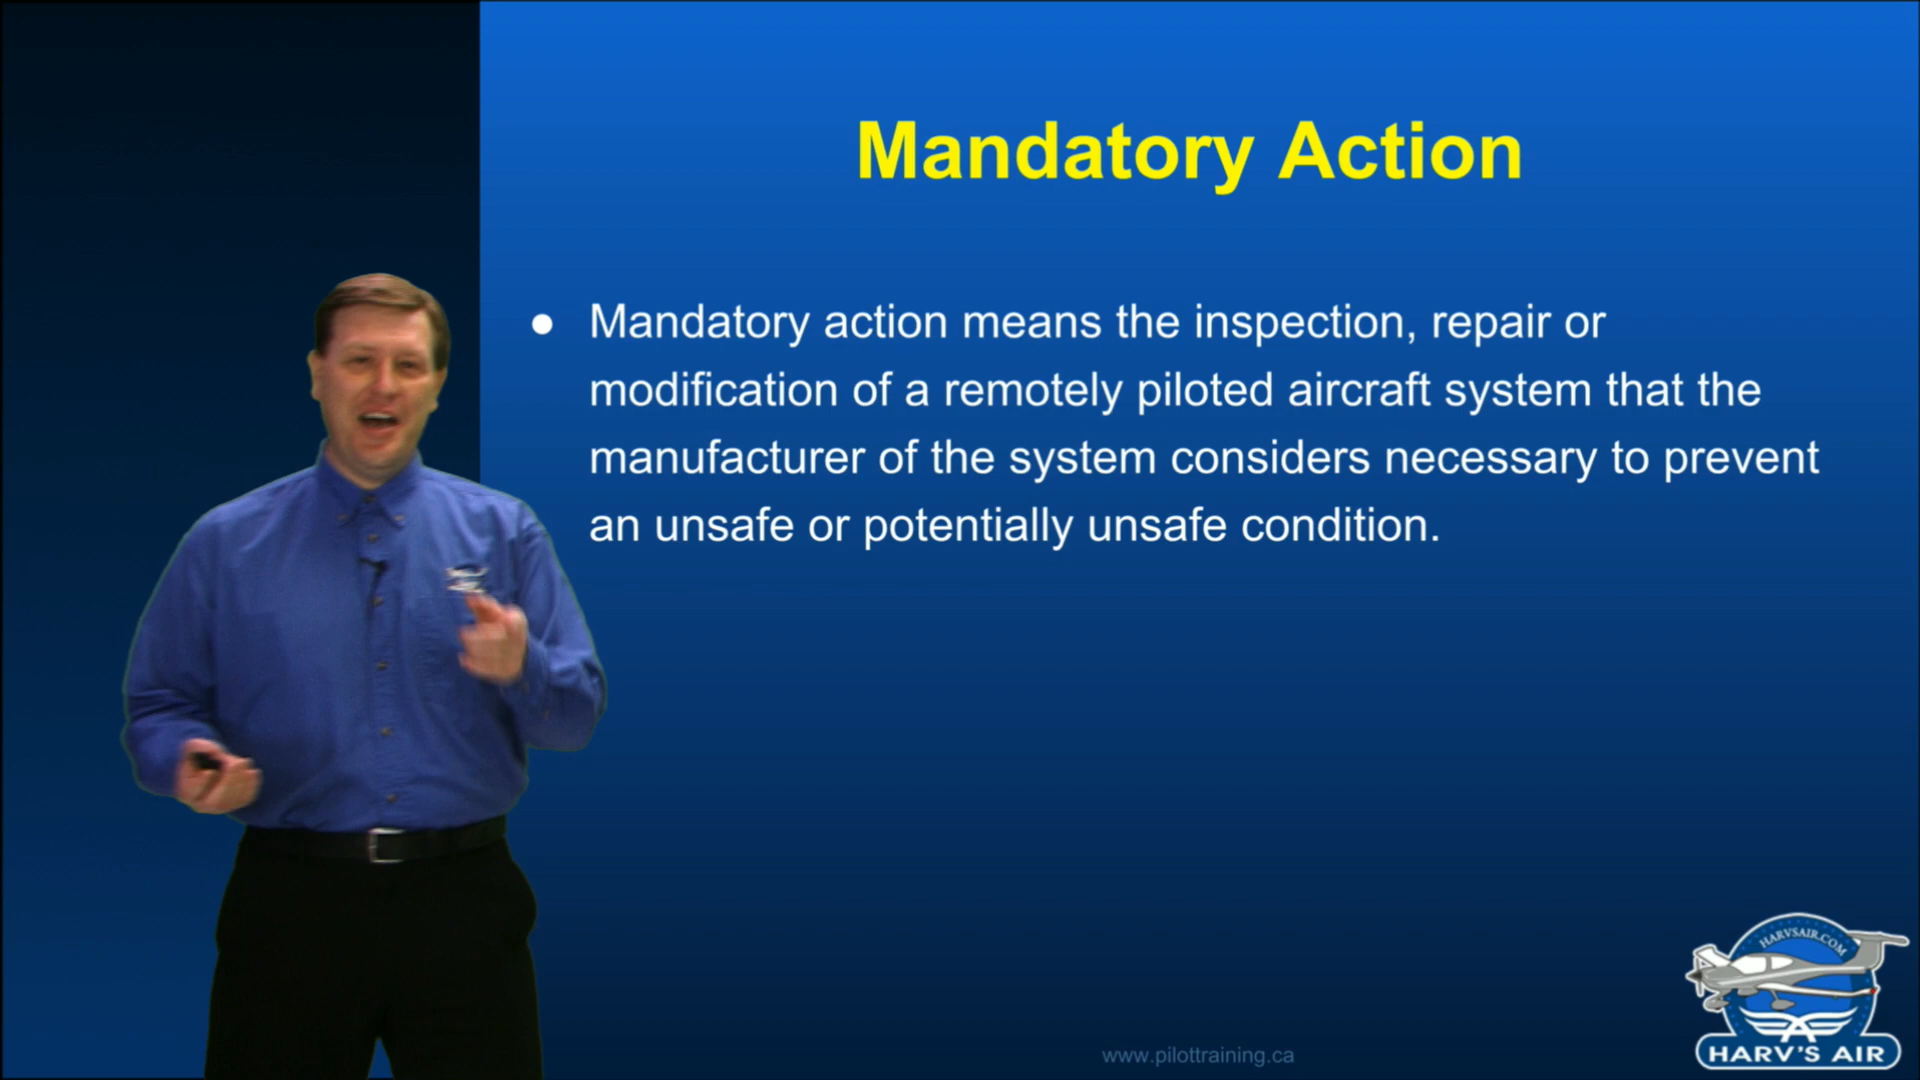 Mandatory Action
● Mandatory action means the inspection, repair or
modification of a remotely piloted aircraft system that the
manufacturer of the system considers necessary to prevent
an unsafe or potentially unsafe condition.
HARVSAIR.COM
HARV'S AIR
www.pilottraining.ca